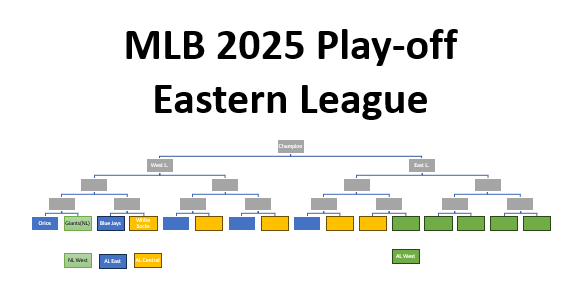 MLB 2025 Play-off
Eastern League
Champion
West L.
East L.
Orios
Giants(NL)
Blue Jays
White
Socks
NL West
AL East
AL Central
AL West